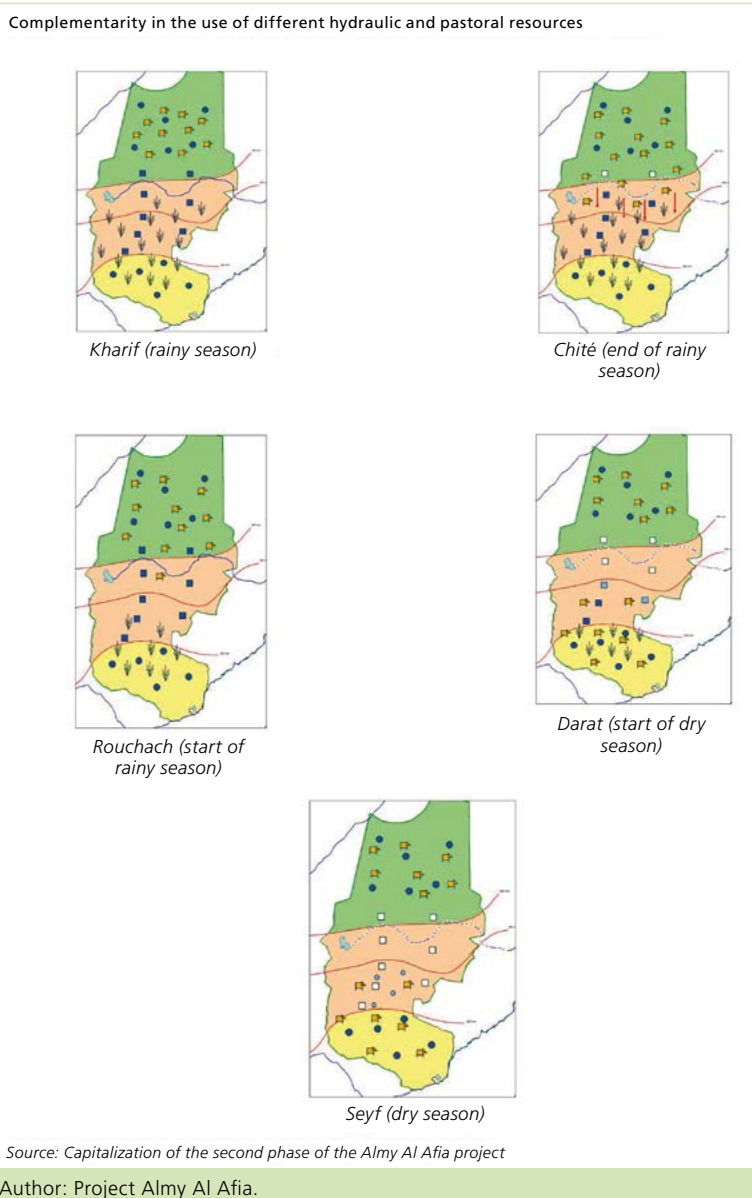 Complementarity in the use of different hydraulic and pastoral resources
Kharif (rainy season)
Chité (end of rainy
season)
Rouchach (start of
rainy season)
Darat (start of dry
season)
Seyf (dry season)
Source: Capitalization of the second phase of the Almy Al Afia project
Author: Project Almy Al Afia.